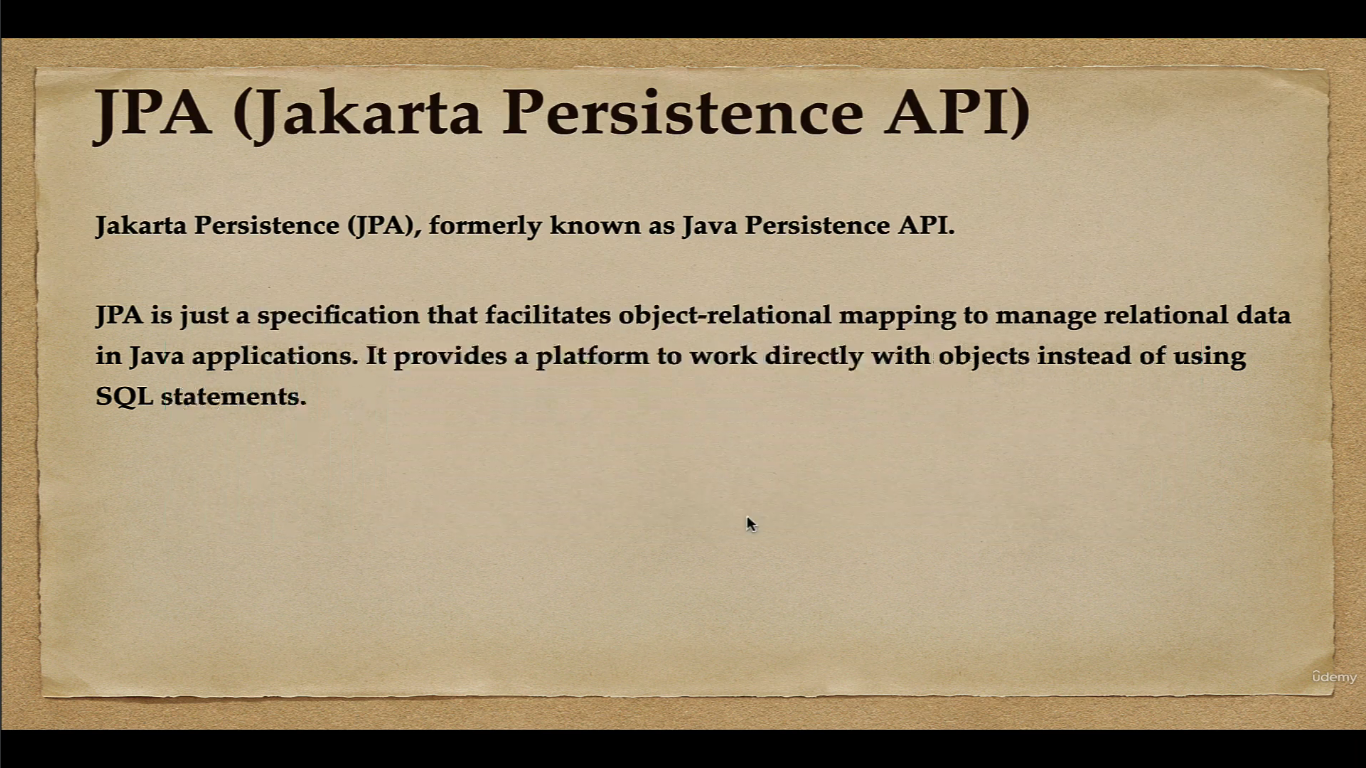 JPA (Jakarta Persistence API)
Jakarta Persistence (JPA), formerly known as Java Persistence API.
JPA is just a specification that facilitates object-relational mapping to manage relational data
in Java applications. It provides a platform to work directly with objects instead of using
SQL statements.
ûdemy